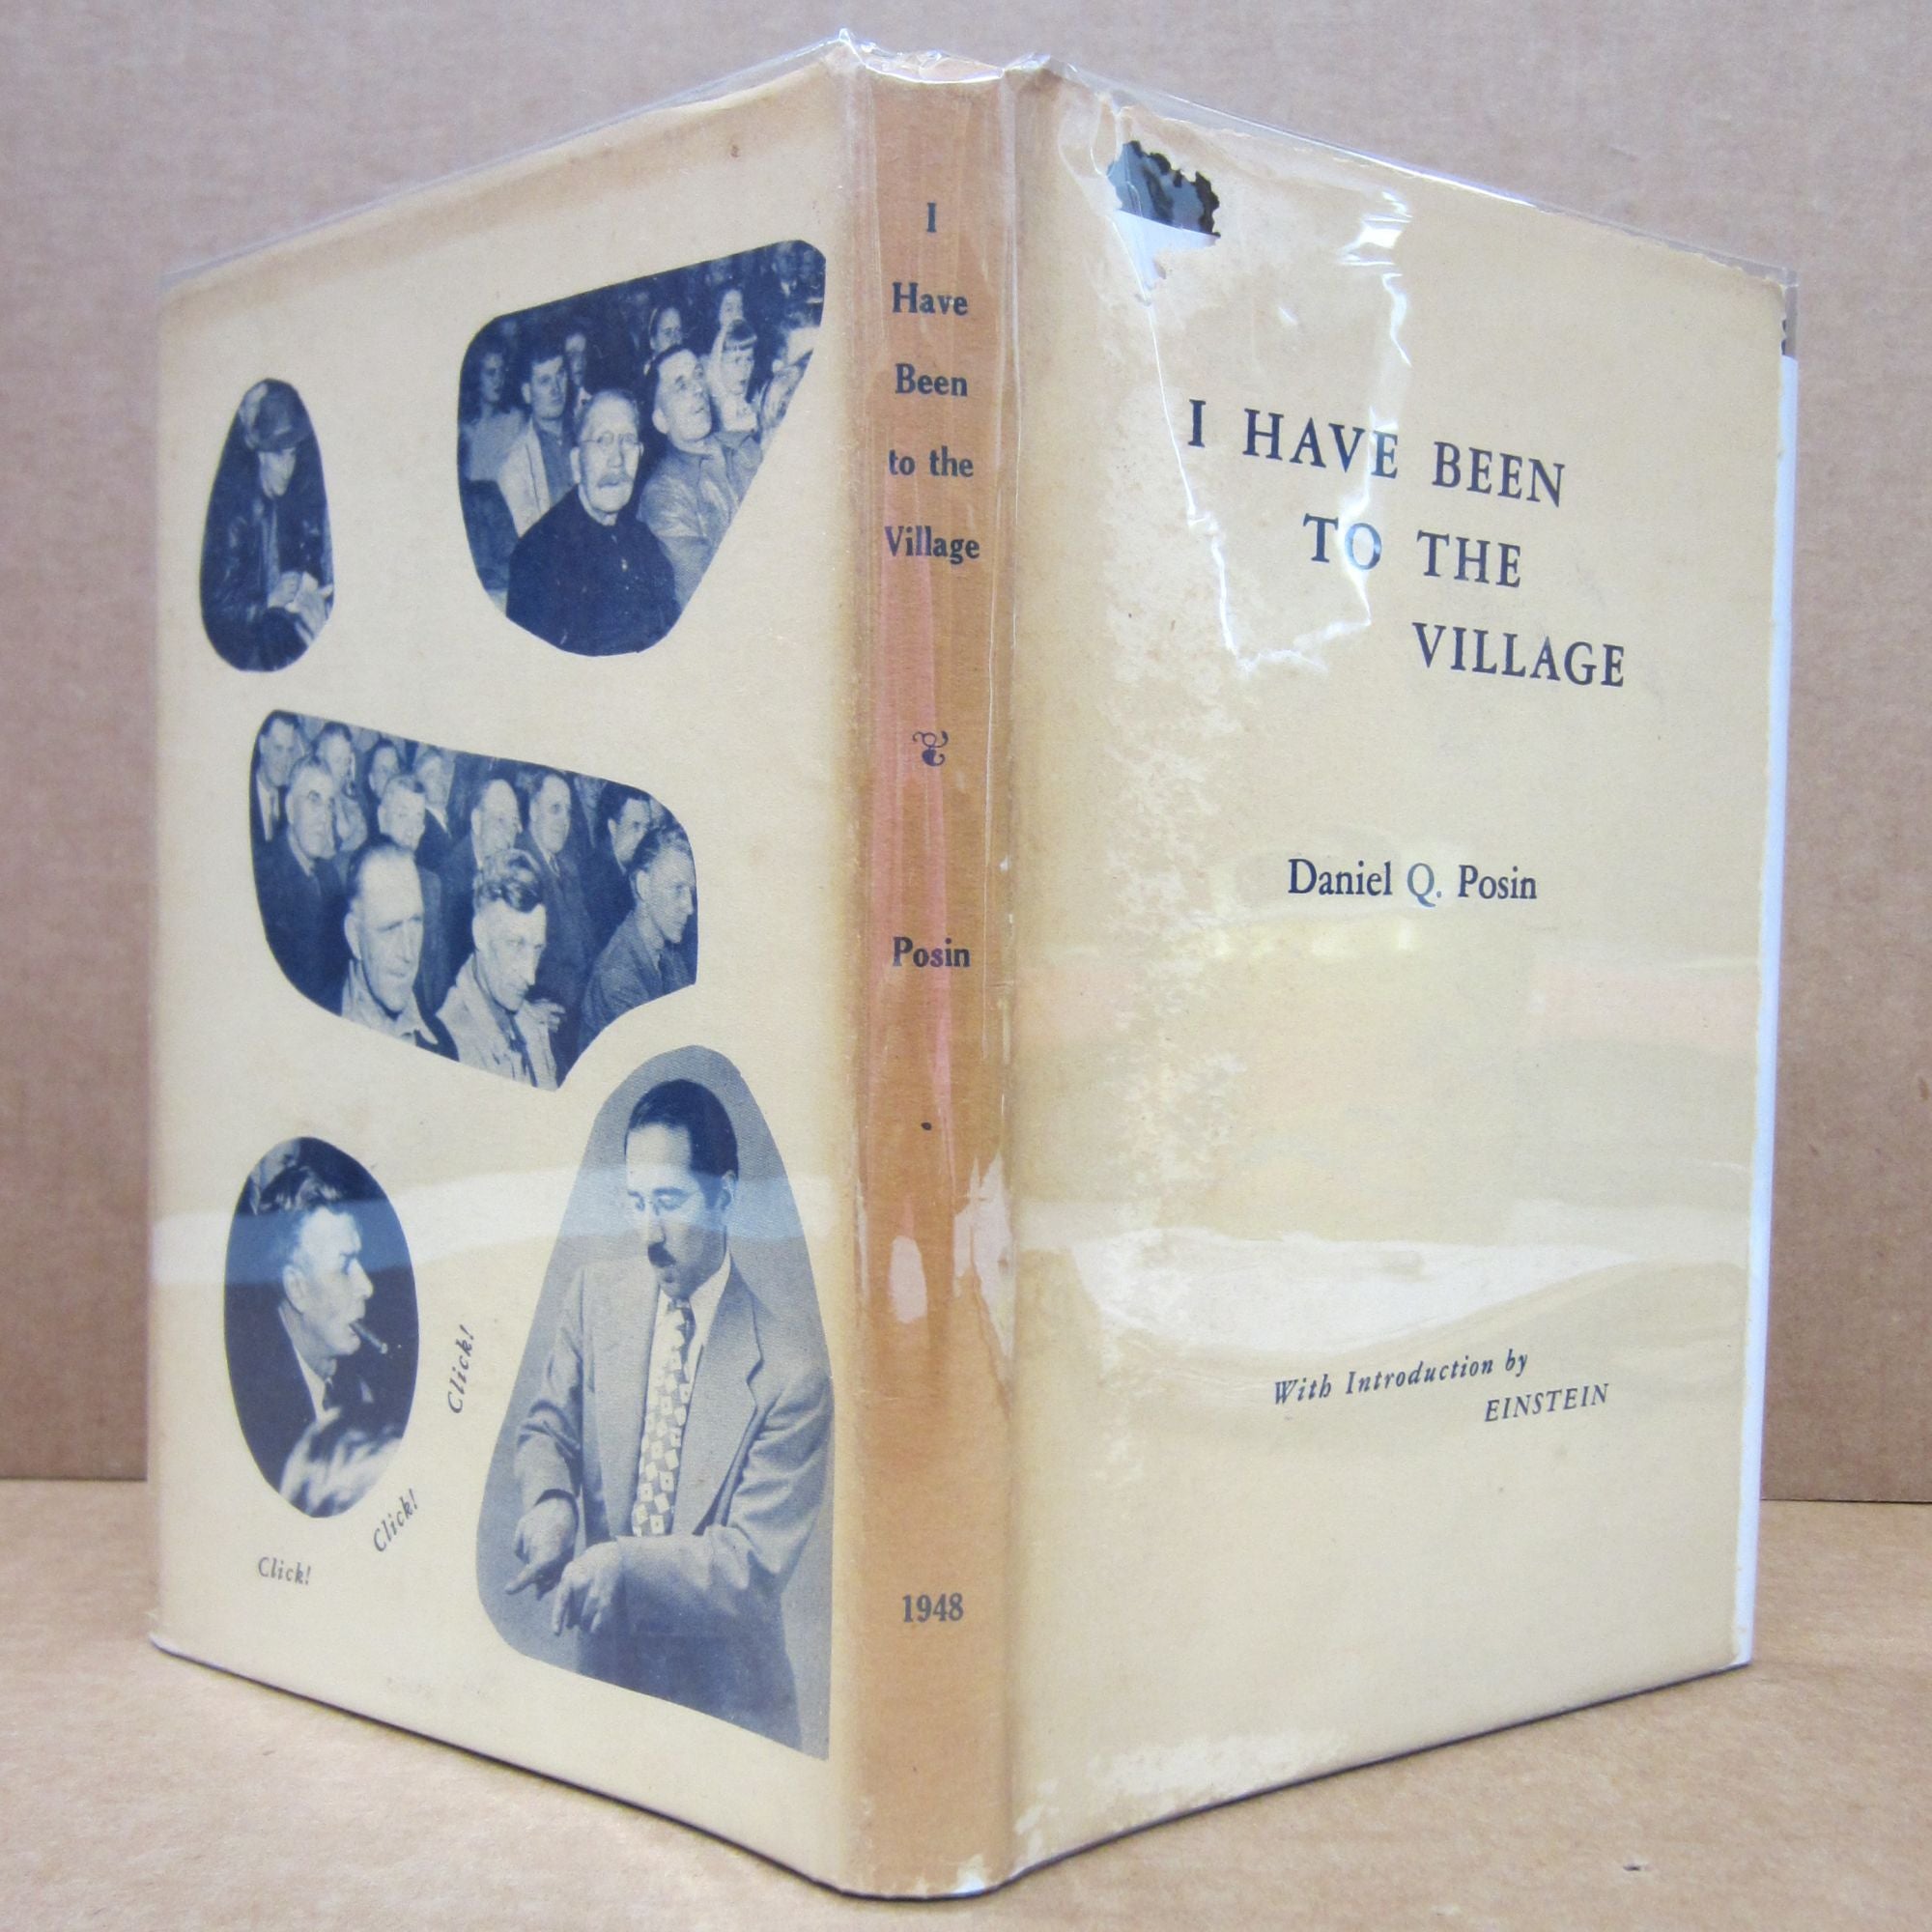 Click!
Click!
Click!
I
Have
Been
to the
Village
Posin
1948
I HAVE BEEN
TO THE
VILLAGE
Daniel Q. Posin
With Introduction by
EINSTEIN